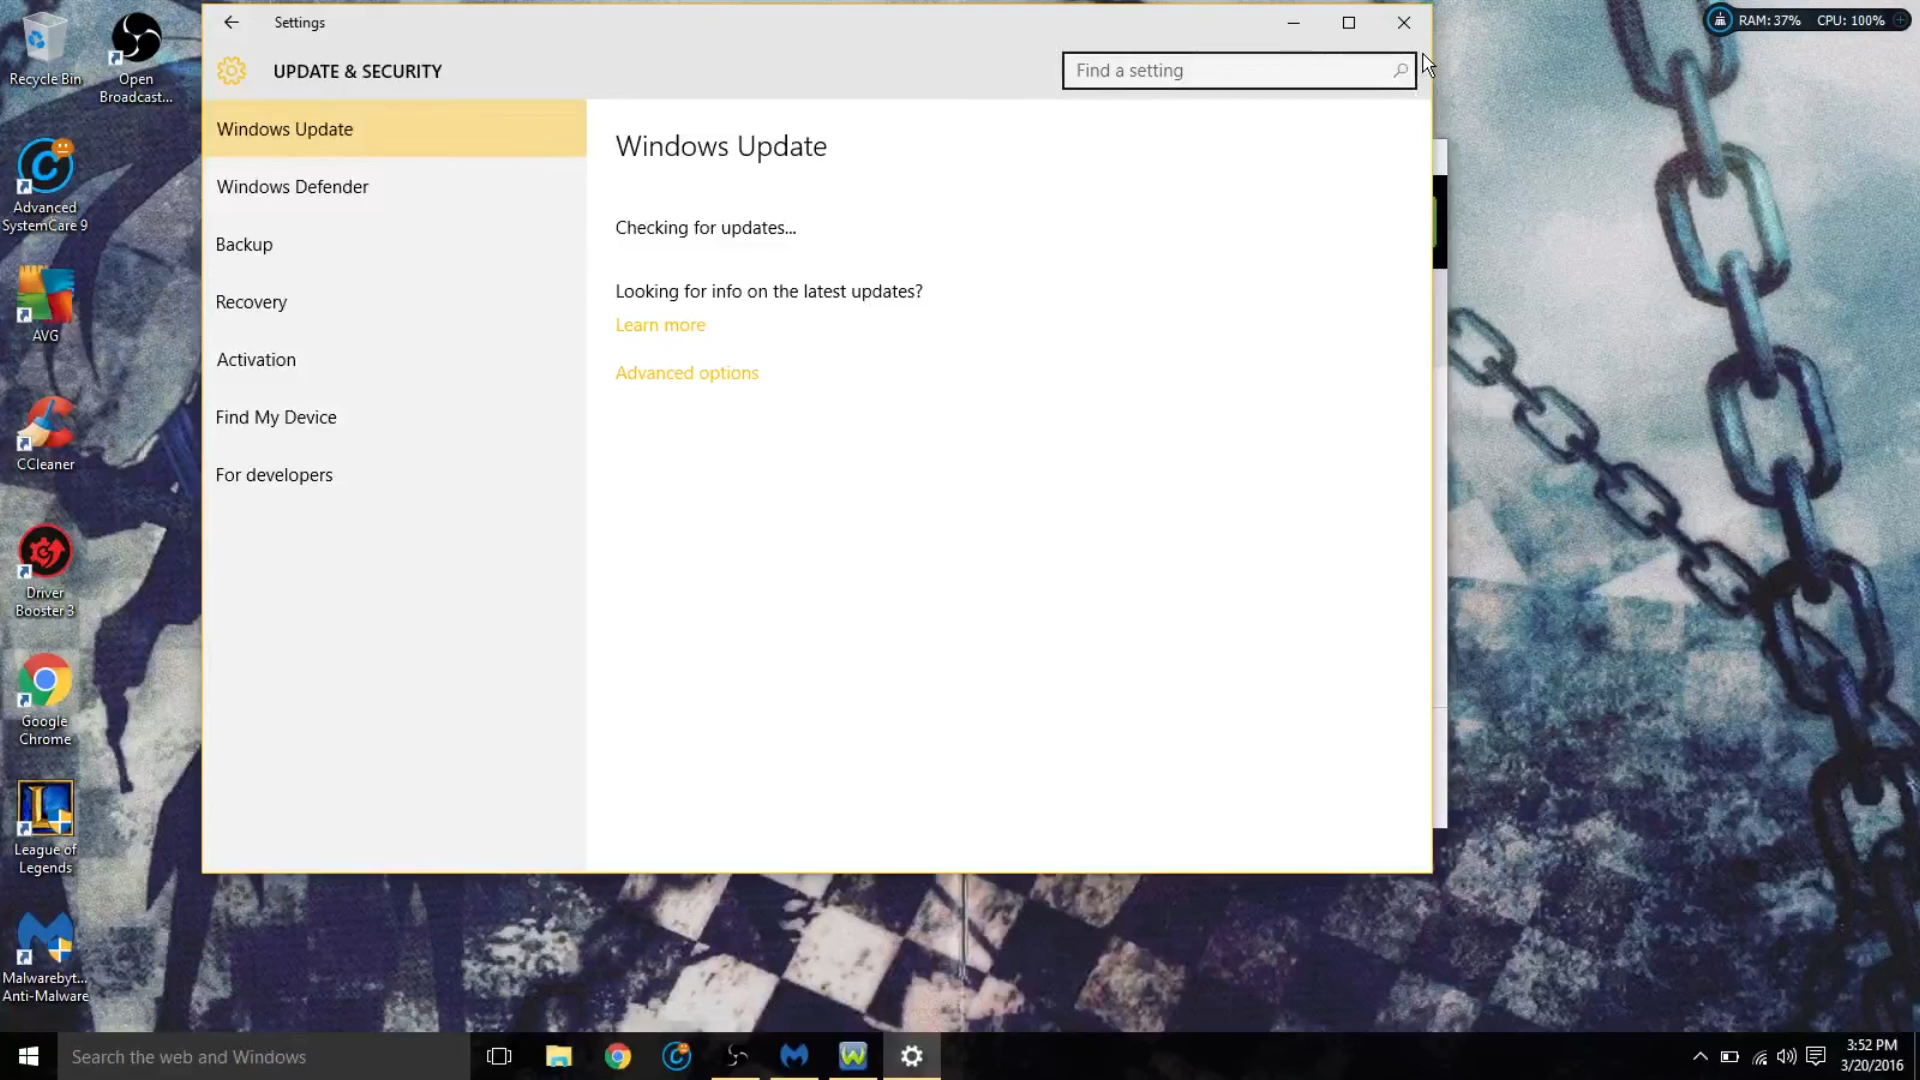 Settings
UPDATE & SECURITY
Find a setting
Windows Update
Windows Defender
Backup
Recovery
Activation
Find My Device
For developers
Windows Update
Checking for updates...
Looking for info on the latest updates?
Learn more
Advanced options
RAM: 37% CPU: 100%
Recycle Bin
Open
Broadcast...
Advanced
SystemCare 9
AVG
CCleaner
Driver
Booster 3
Google
Chrome
League of
Legends
Malwarebyt...
Anti-Malware
Search the web and Windows
3:52 PM
3/20/2016